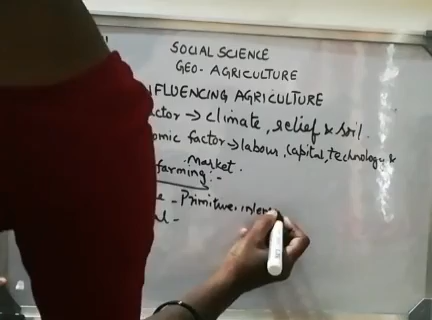 SOCIAL SCIENCE
GEO- AGRICULTURE
FLUENCING AGRICULTURE
ctor → climate, relief & soil.
omic factor → labour, capital, technology &
market.
farming:-
e - Primitive, inten
al -